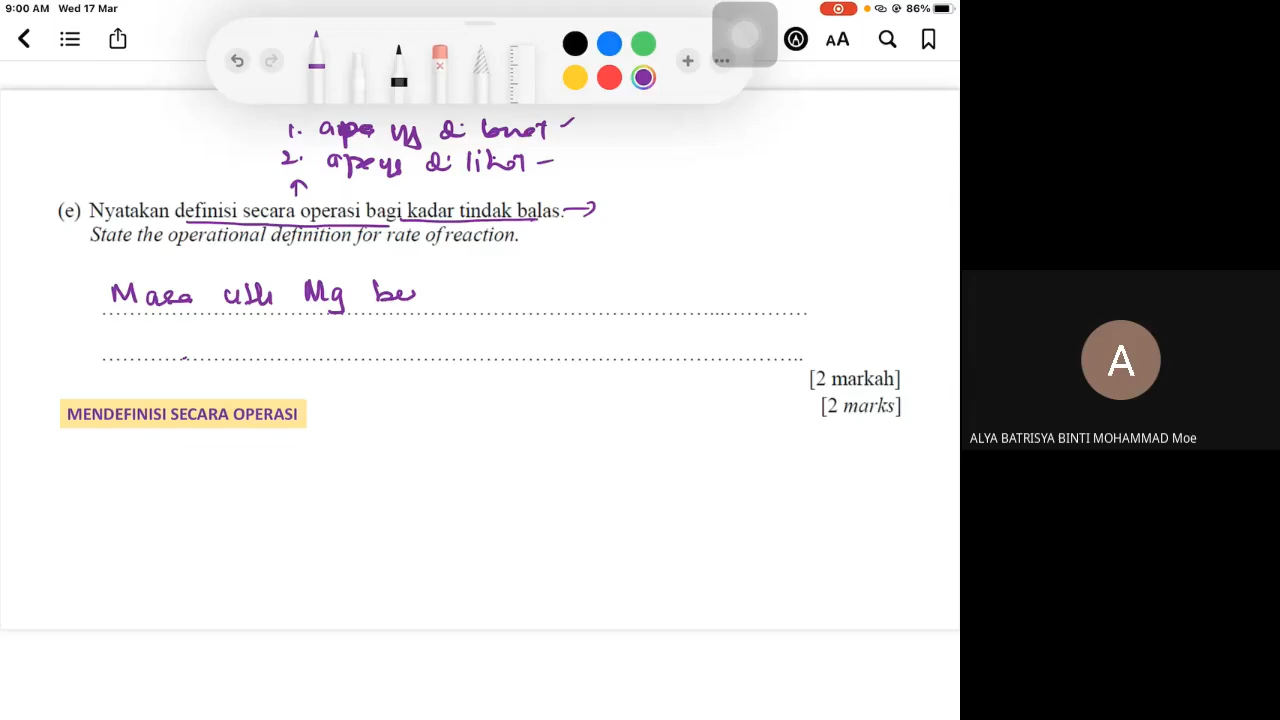 9:00 AM Wed 17 Mar
86%
AA
1. apa yg di buat
2. apa yg di lihat
(e) Nyatakan definisi secara operasi bagi kadar tindak balas.
State the operational definition for rate of reaction.
Masa utk Mg be
[2 markah]
[2 marks]
MENDEFINISI SECARA OPERASI
A
ALYA BATRISYA BINTI MOHAMMAD Moe